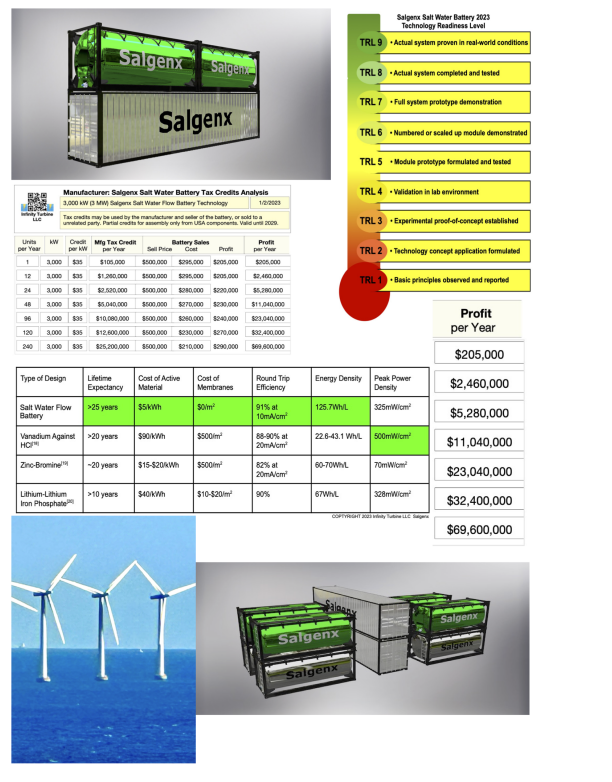 Salgenx
Salgenx
Salgenx
Salgenx Salt Water Battery 2023
Technology Readiness Level
TRL 9 • Actual system proven in real-world conditions
TRL 8 • Actual system completed and tested
TRL 7 • Full system prototype demonstration
TRL 6 • Numbered or scaled up module demonstrated
TRL 5 • Module prototype formulated and tested
TRL 4 • Validation in lab environment
TRL 3 • Experimental proof-of-concept established
TRL 2 • Technology concept application formulated
TRL 1 • Basic principles observed and reported
Infinity Turbine
LLC
Manufacturer: Salgenx Salt Water Battery Tax Credits Analysis
3,000 kW (3 MW) Salgenx Salt Water Flow Battery Technology 1/2/2023
Tax credits may be used by the manufacturer and seller of the battery, or sold to a
unrelated party. Partial credits for assembly only from USA components. Valid until 2029.
Units kW Credit Mfg Tax Credit Battery Sales Profit
per Year per kW per Year Sell Price Cost Profit per Year
1 3,000 $35 $105,000 $500,000 $295,000 $205,000 $205,000
12 3,000 $35 $1,260,000 $500,000 $295,000 $205,000 $2,460,000
24 3,000 $35 $2,520,000 $500,000 $280,000 $220,000 $5,280,000
48 3,000 $35 $5,040,000 $500,000 $270,000 $230,000 $11,040,000
96 3,000 $35 $10,080,000 $500,000 $260,000 $240,000 $23,040,000
120 3,000 $35 $12,600,000 $500,000 $230,000 $270,000 $32,400,000
240 3,000 $35 $25,200,000 $500,000 $210,000 $290,000 $69,600,000
Profit
per Year
$205,000
$2,460,000
$5,280,000
$11,040,000
$23,040,000
$32,400,000
$69,600,000
Type of Design Lifetime Cost of Active Cost of Round Trip Energy Density Peak Power
Expectancy Material Membranes Efficiency Density
Salt Water Flow >25 years $5/kWh $0/m² 91% at 125.7Wh/L 325mW/cm²
Battery 10mA/cm²
Vanadium Against >20 years $90/kWh $500/m² 88-90% at 22.6-43.1 Wh/L 500mW/cm²
HCl[18] 20mA/cm²
Zinc-Bromine[19] ~20 years $15-$20/kWh $500/m² 82% at 60-70Wh/L 70mW/cm²
20mA/cm²
Lithium-Lithium >10 years $40/kWh $10-$20/m² 90% 67Wh/L 328mW/cm²
Iron Phosphate[20]
COPTYRIGHT 2023 Infinity Turbine LLC Salgenx
Salgenx
Salgenx
Salgenx
Salgenx
Salgenx